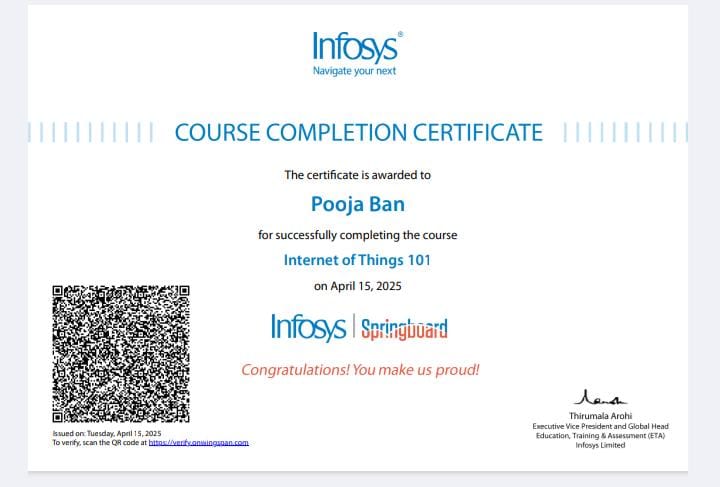 Infosys®
Navigate your next
COURSE COMPLETION CERTIFICATE
The certificate is awarded to
Pooja Ban
for successfully completing the course
Internet of Things 101
on April 15, 2025
Infosys | Springboard
Congratulations! You make us proud!
Issued on: Tuesday, April 15, 2025
To verify, scan the QR code at https://verify.onwingspan.com
Thirumala Arohi
Executive Vice President and Global Head
Education, Training & Assessment (ETA)
Infosys Limited